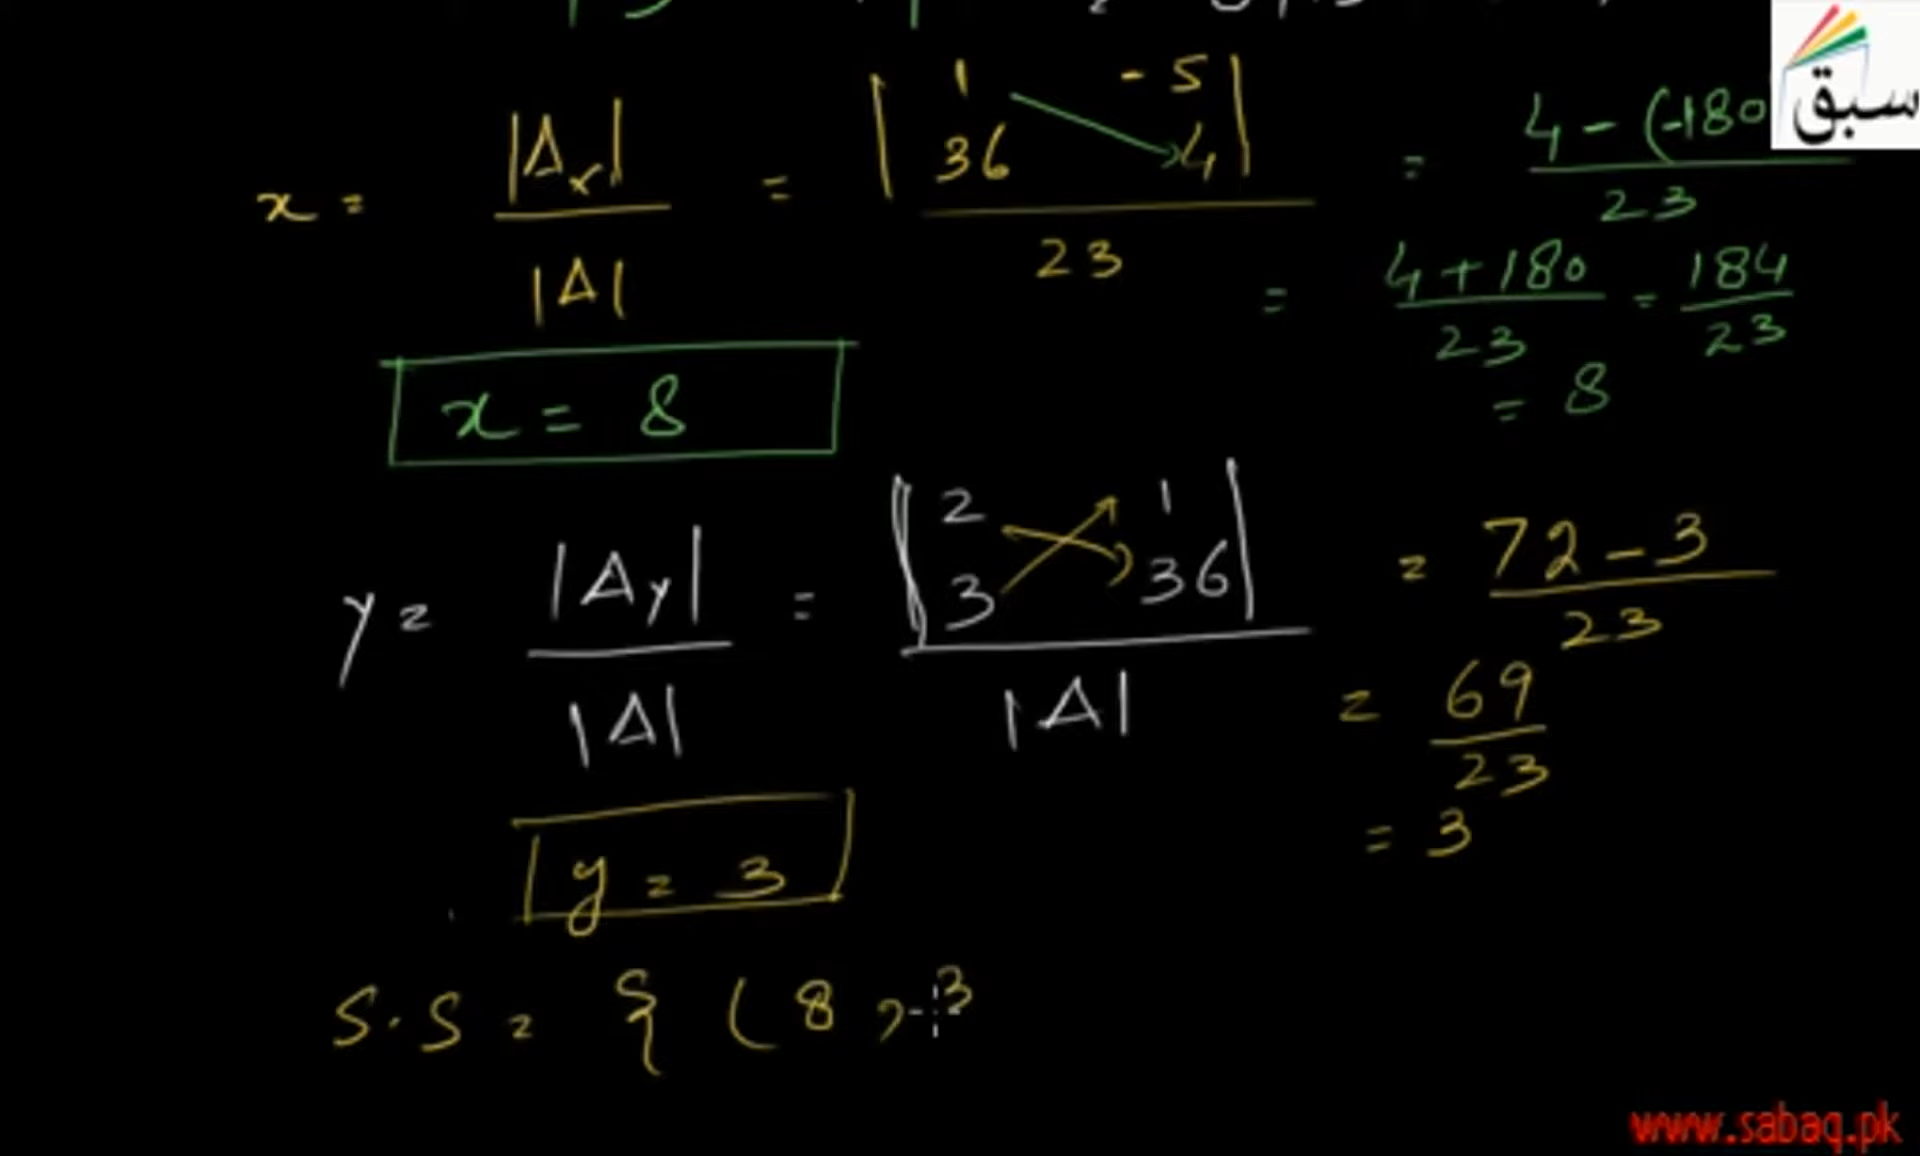 سبق
x = |Ax| / |A| = |1 -5; 36 4| / 23 = 4 - (-180 / 23
= 4 + 180 / 23 = 184 / 23
x = 8
= 8
y = |Ay| / |A| = |2 1; 3 36| / |A| = 72 - 3 / 23
= 69 / 23
= 3
y = 3
S.S = { ( 8 , 3
www.sabaq.pk